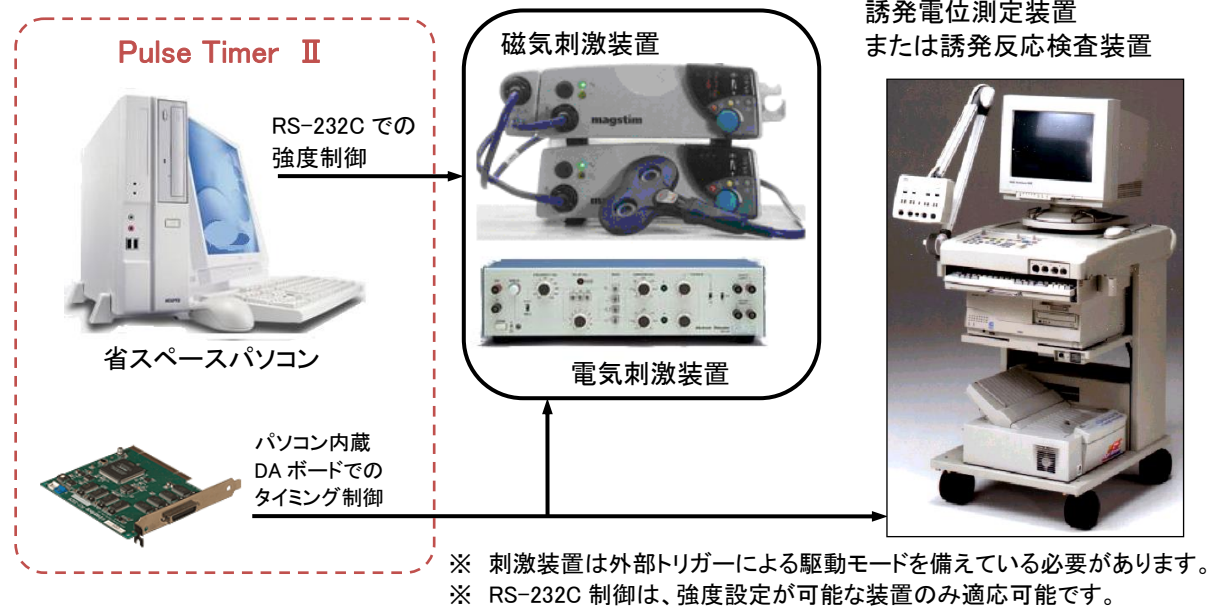 誘発電位測定装置
または誘発反応検査装置
Pulse Timer Ⅱ
磁気刺激装置
magstim
RS-232C での
強度制御
省スペースパソコン
電気刺激装置
パソコン内蔵
DA ボードでの
タイミング制御
※ 刺激装置は外部トリガーによる駆動モードを備えている必要があります。
※ RS-232C 制御は、強度設定が可能な装置のみ適応可能です。